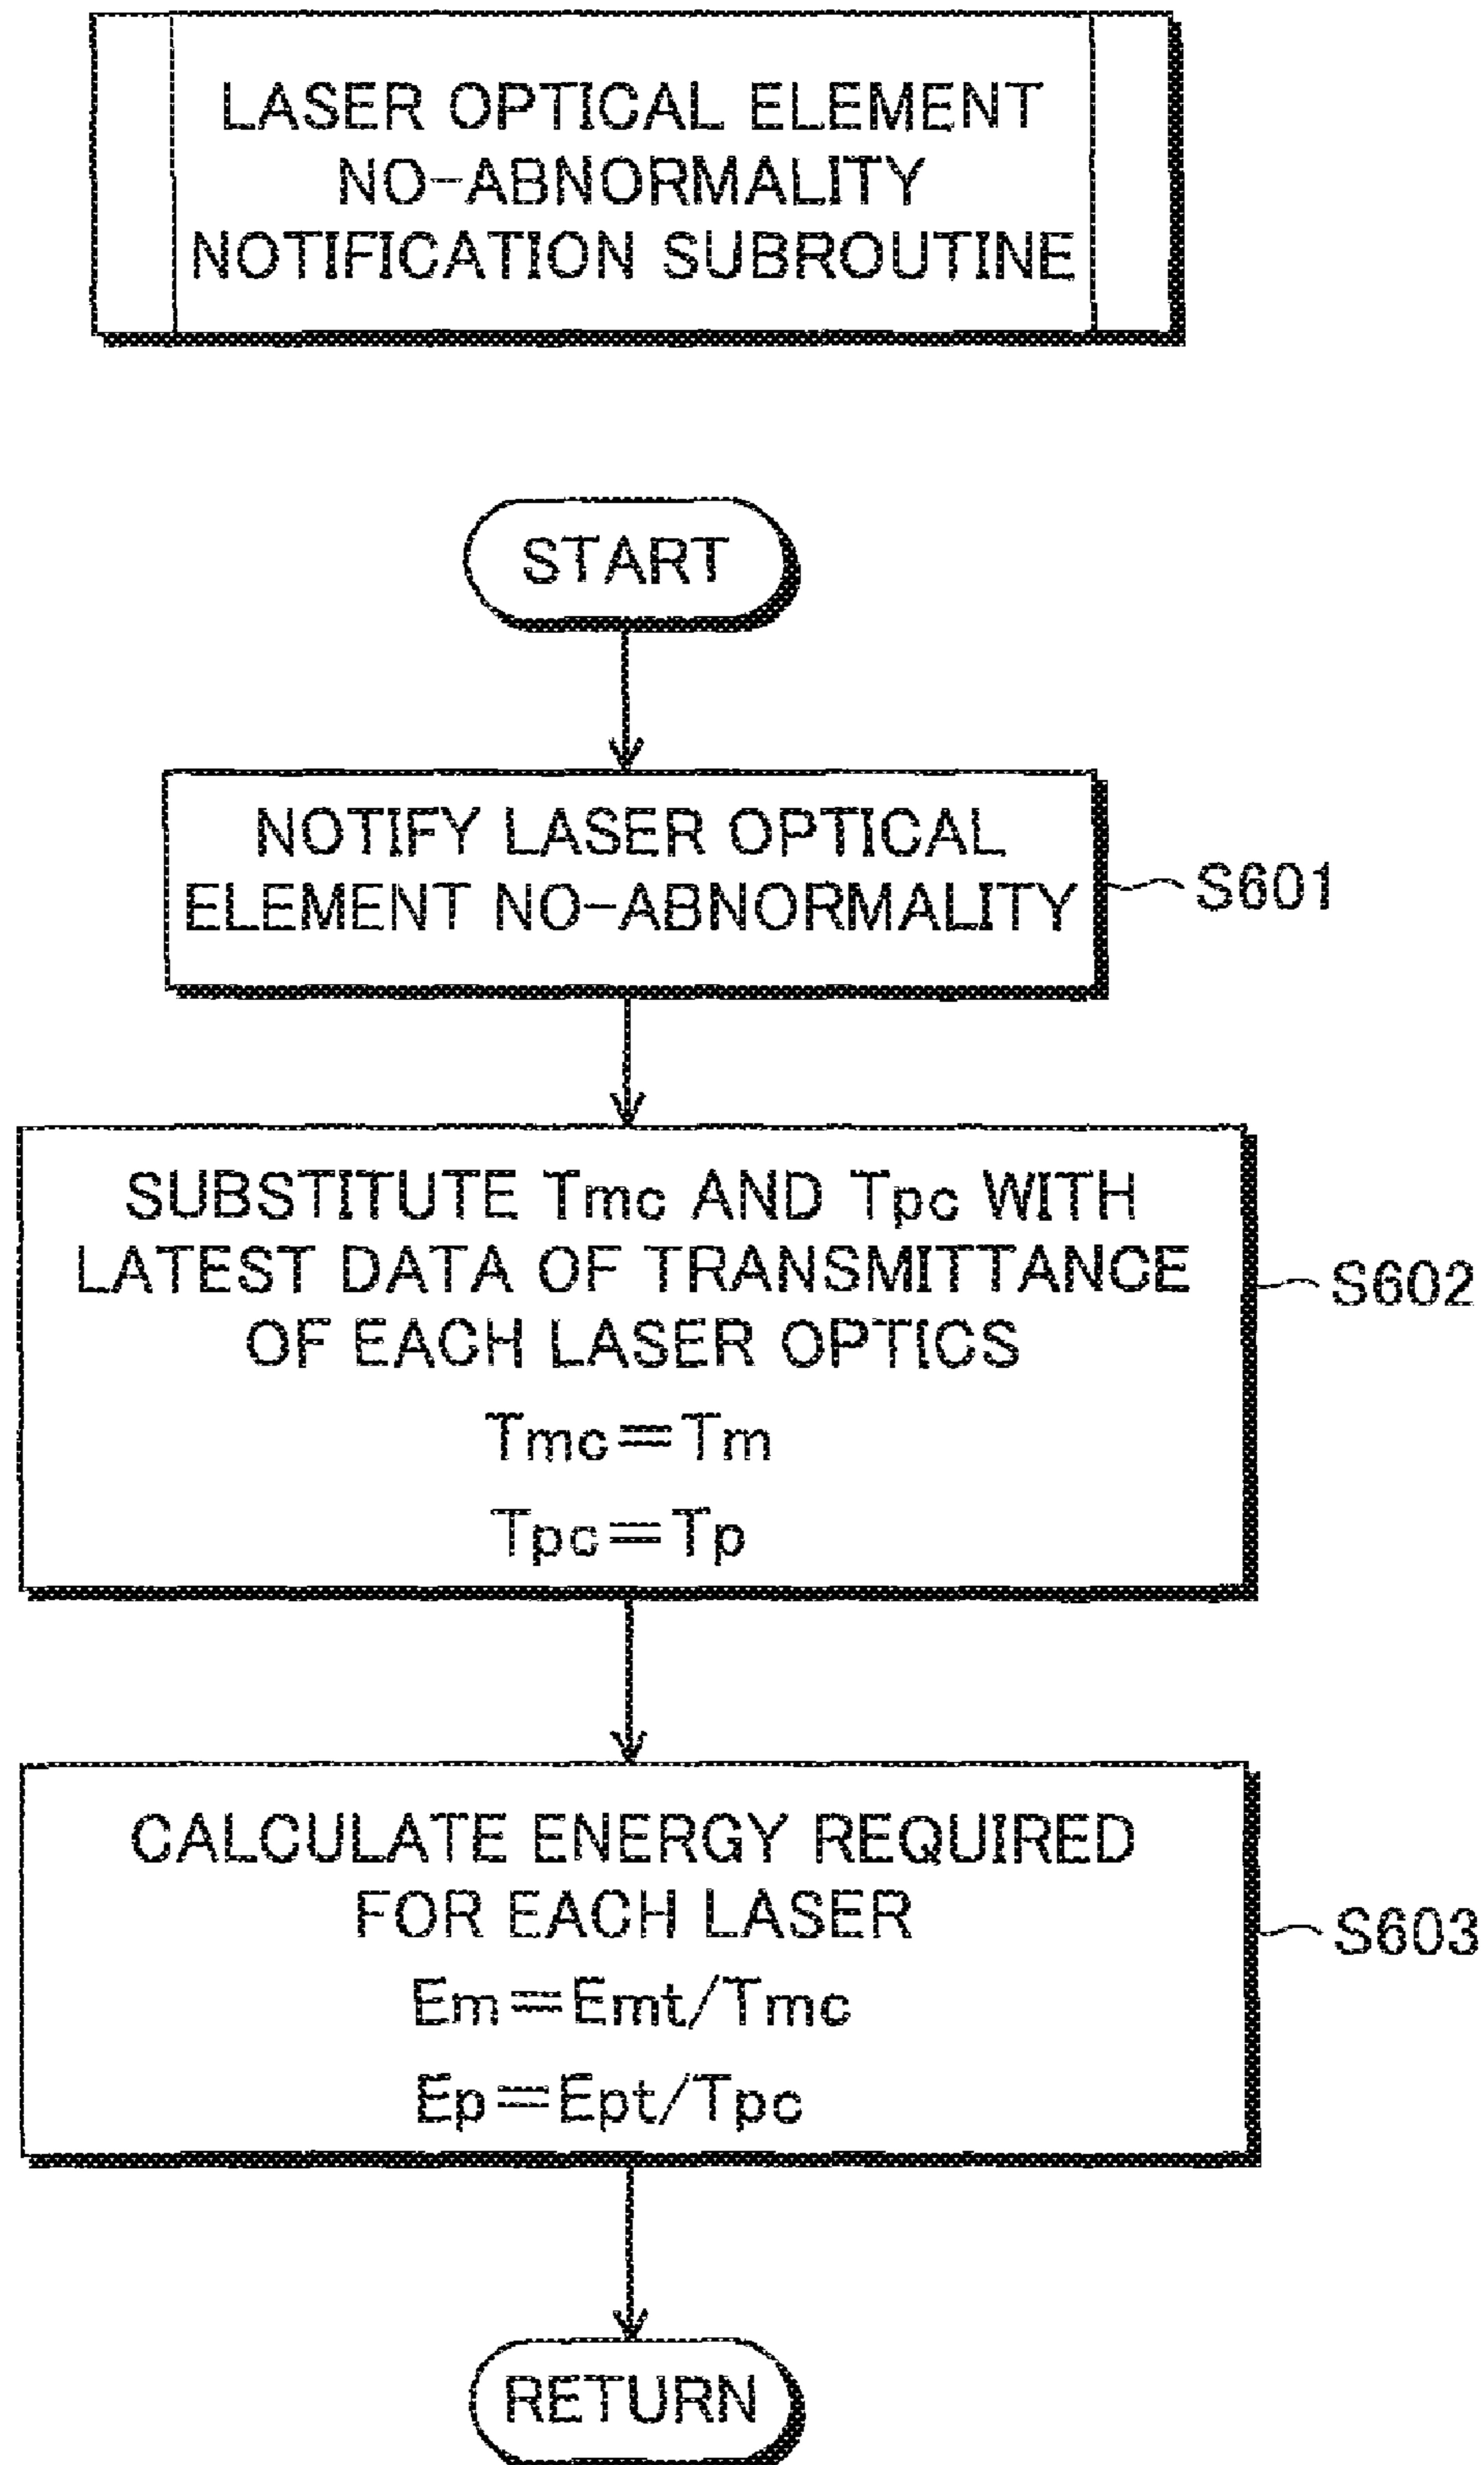 LASER OPTICAL ELEMENT
NO-ABNORMALITY
NOTIFICATION SUBROUTINE
START
NOTIFY LASER OPTICAL
ELEMENT NO-ABNORMALITY
S601
SUBSTITUTE Tmc AND Tpc WITH
LATEST DATA OF TRANSMITTANCE
OF EACH LASER OPTICS
Tmc=Tm
Tpc=Tp
S602
CALCULATE ENERGY REQUIRED
FOR EACH LASER
Em=Emt/Tmc
Ep=Ept/Tpc
S603
RETURN